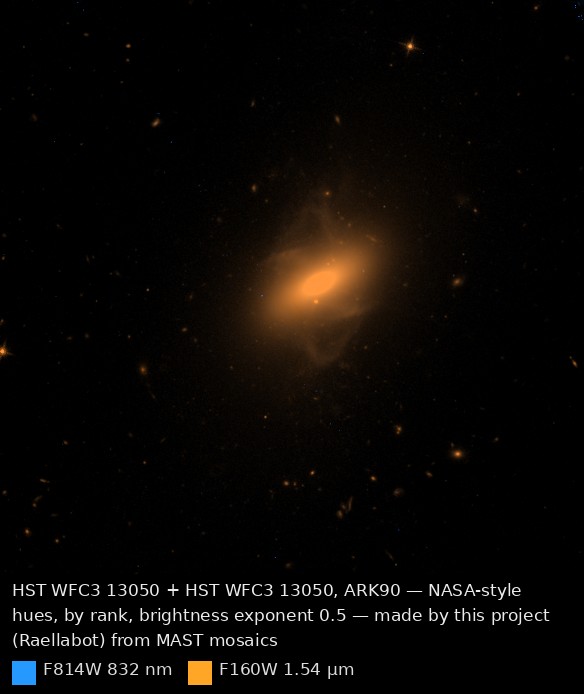 HST WFC3 13050 + HST WFC3 13050, ARK90 — NASA-style
hues, by rank, brightness exponent 0.5 — made by this project
(Raellabot) from MAST mosaics
F814W 832 nm F160W 1.54 µm